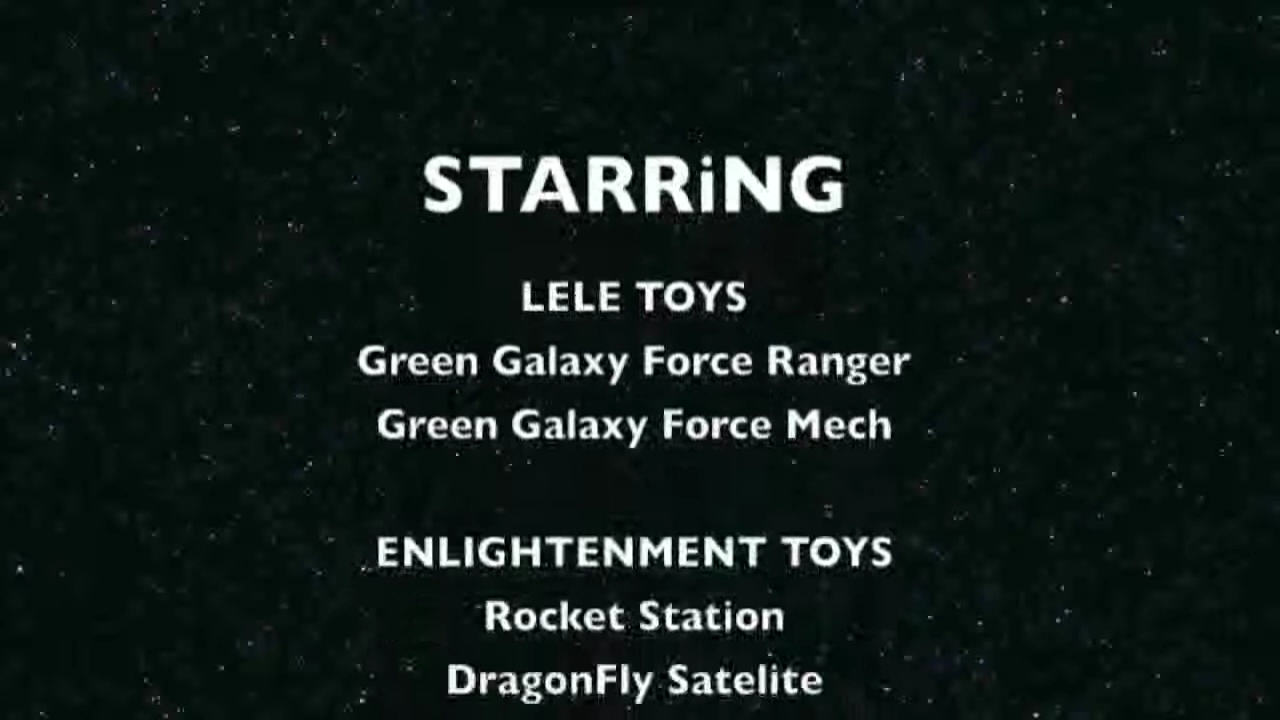 STARRiNG
LELE TOYS
Green Galaxy Force Ranger
Green Galaxy Force Mech
ENLIGHTENMENT TOYS
Rocket Station
DragonFly Satelite